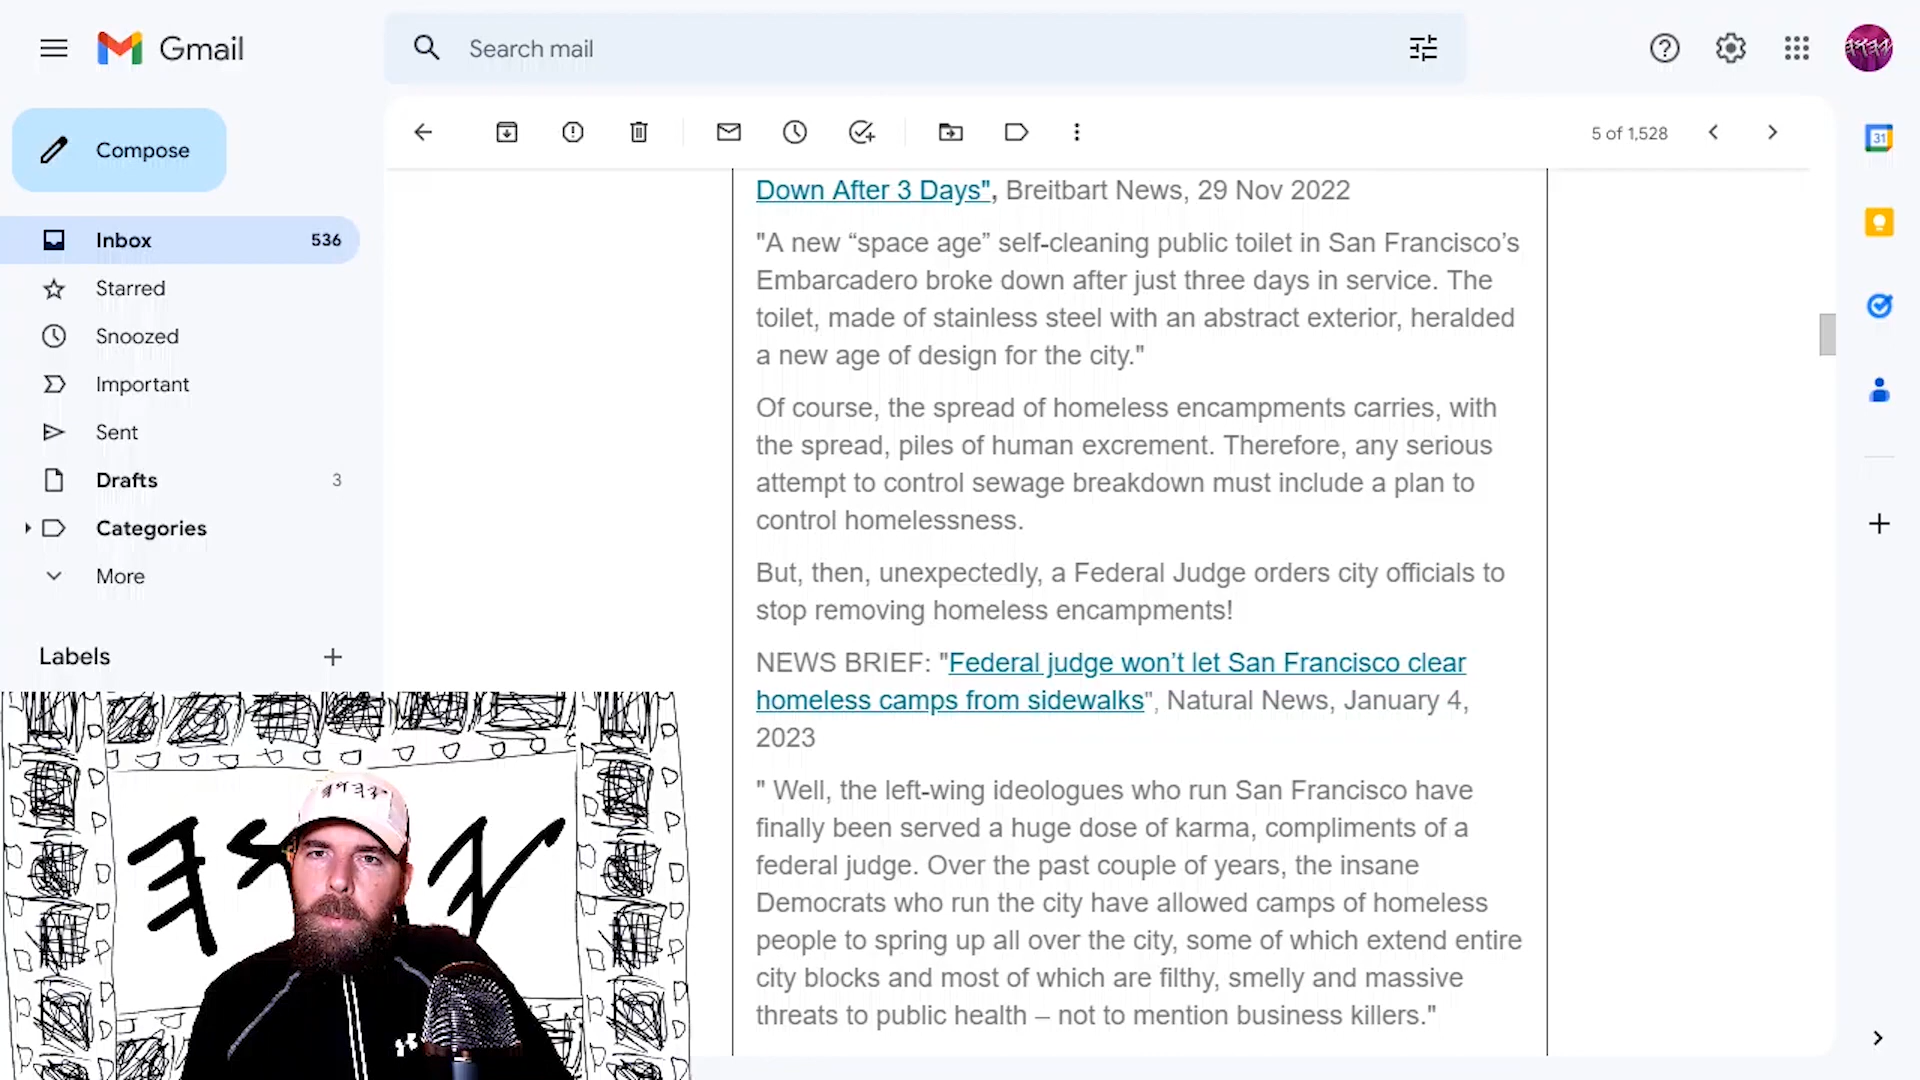 Gmail
Search mail
Compose
5 of 1,528
31
Inbox 536
Starred
Snoozed
Important
Sent
Drafts 3
Categories
More
Labels
Down After 3 Days", Breitbart News, 29 Nov 2022
"A new “space age” self-cleaning public toilet in San Francisco’s
Embarcadero broke down after just three days in service. The
toilet, made of stainless steel with an abstract exterior, heralded
a new age of design for the city."
Of course, the spread of homeless encampments carries, with
the spread, piles of human excrement. Therefore, any serious
attempt to control sewage breakdown must include a plan to
control homelessness.
But, then, unexpectedly, a Federal Judge orders city officials to
stop removing homeless encampments!
NEWS BRIEF: "Federal judge won’t let San Francisco clear
homeless camps from sidewalks", Natural News, January 4,
2023
" Well, the left-wing ideologues who run San Francisco have
finally been served a huge dose of karma, compliments of a
federal judge. Over the past couple of years, the insane
Democrats who run the city have allowed camps of homeless
people to spring up all over the city, some of which extend entire
city blocks and most of which are filthy, smelly and massive
threats to public health – not to mention business killers."